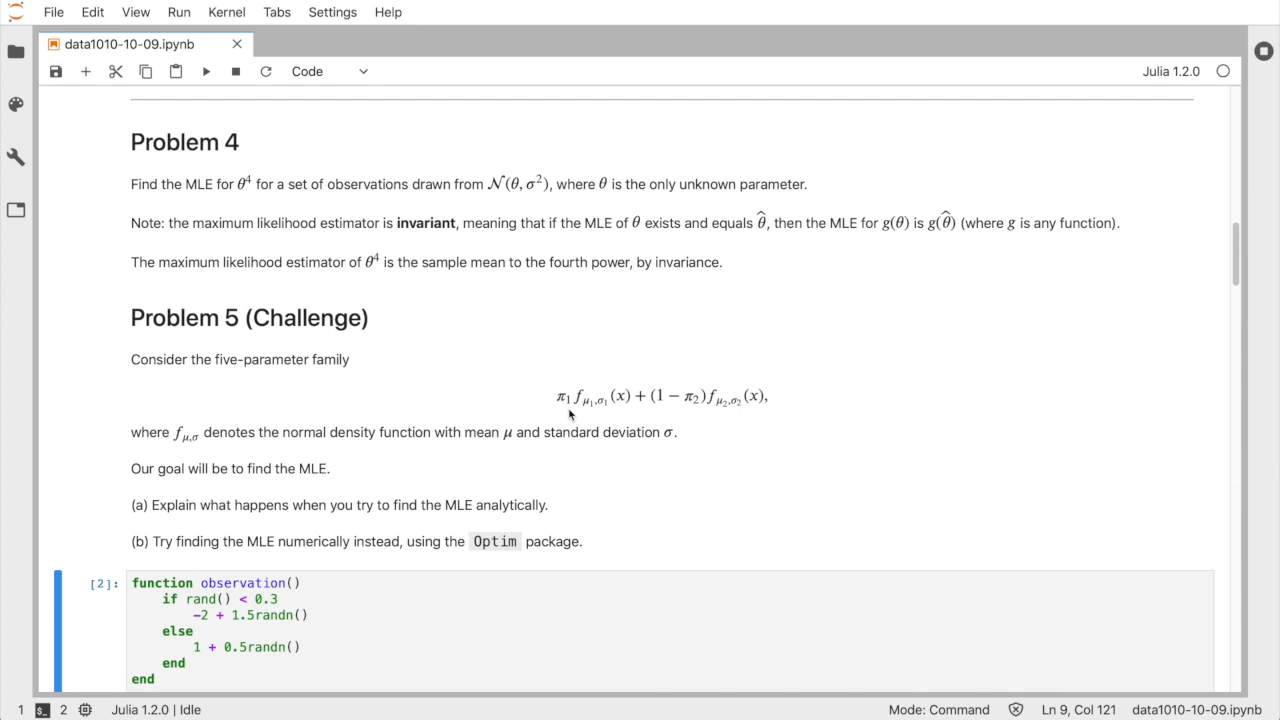 File Edit View Run Kernel Tabs Settings Help
data1010-10-09.ipynb
Code
Julia 1.2.0
Problem 4
Find the MLE for θ⁴ for a set of observations drawn from 𝒩(θ, σ²), where θ is the only unknown parameter.
Note: the maximum likelihood estimator is invariant, meaning that if the MLE of θ exists and equals θ̂, then the MLE for g(θ) is g(θ̂) (where g is any function).
The maximum likelihood estimator of θ⁴ is the sample mean to the fourth power, by invariance.
Problem 5 (Challenge)
Consider the five-parameter family
π₁f_{μ₁,σ₁}(x) + (1 − π₂)f_{μ₂,σ₂}(x),
where f_{μ,σ} denotes the normal density function with mean μ and standard deviation σ.
Our goal will be to find the MLE.
(a) Explain what happens when you try to find the MLE analytically.
(b) Try finding the MLE numerically instead, using the Optim package.
[2]: function observation()
if rand() < 0.3
-2 + 1.5randn()
else
1 + 0.5randn()
end
end
1 $_ 2 Julia 1.2.0 | Idle Mode: Command Ln 9, Col 121 data1010-10-09.ipynb